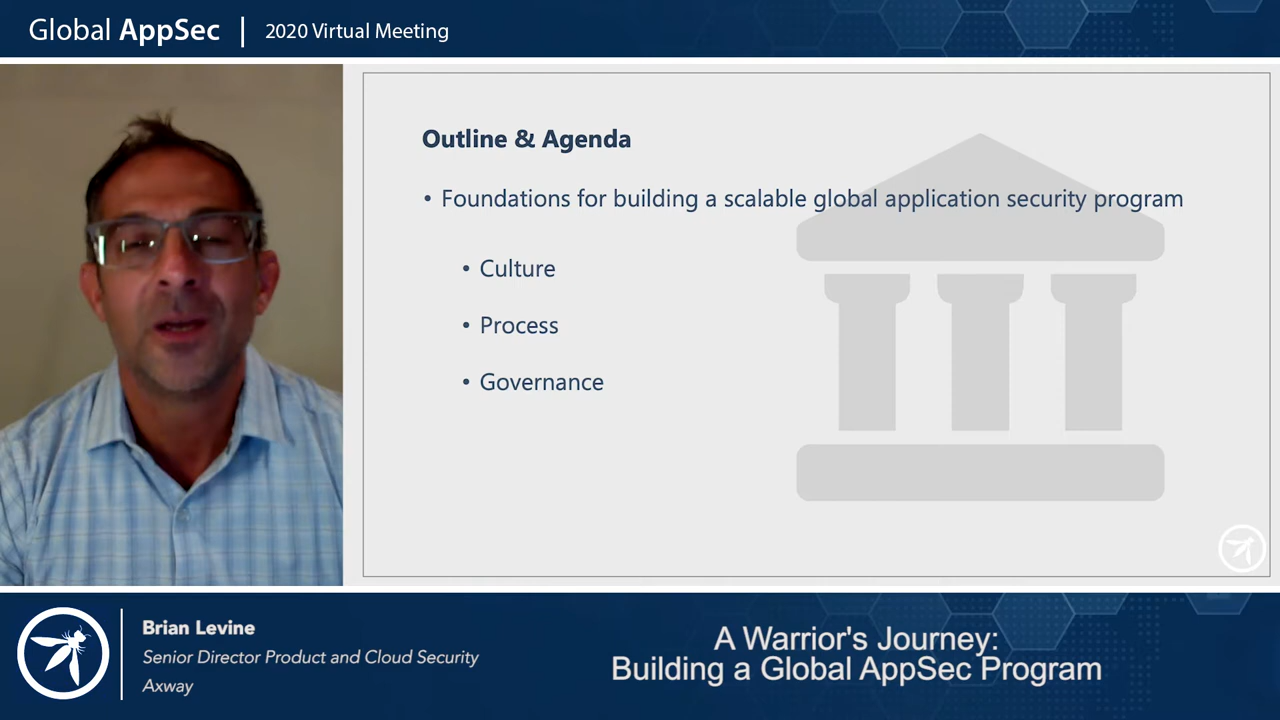 Global AppSec | 2020 Virtual Meeting
Outline & Agenda
• Foundations for building a scalable global application security program
• Culture
• Process
• Governance
Brian Levine
Senior Director Product and Cloud Security
Axway
A Warrior's Journey:
Building a Global AppSec Program